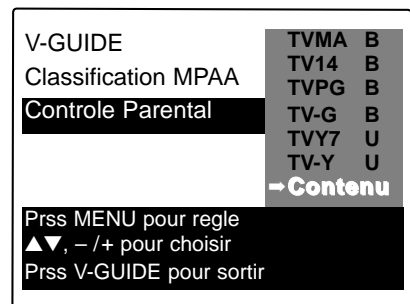 V-GUIDE
Classification MPAA
Controle Parental
TVMA B
TV14 B
TVPG B
TV-G B
TVY7 U
TV-Y U
➡Contenu
Prss MENU pour regle
▲▼, – /+ pour choisir
Prss V-GUIDE pour sortir